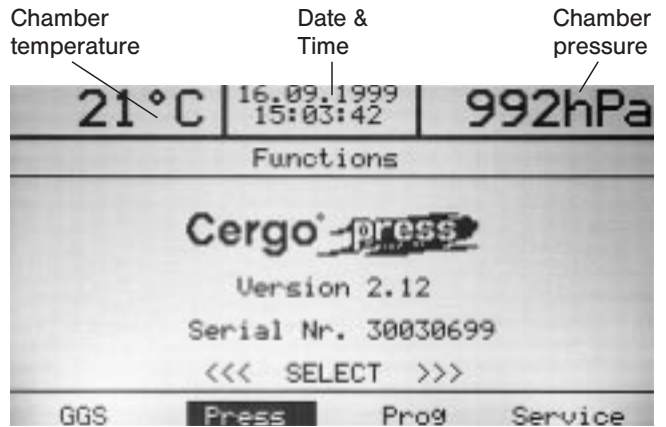 Chamber temperature
Date & Time
Chamber pressure
21°C
16.09.1999
15:03:42
992hPa
Functions
Cergo press
Version 2.12
Serial Nr. 30030699
<<< SELECT >>>
GGS Press Prog Service